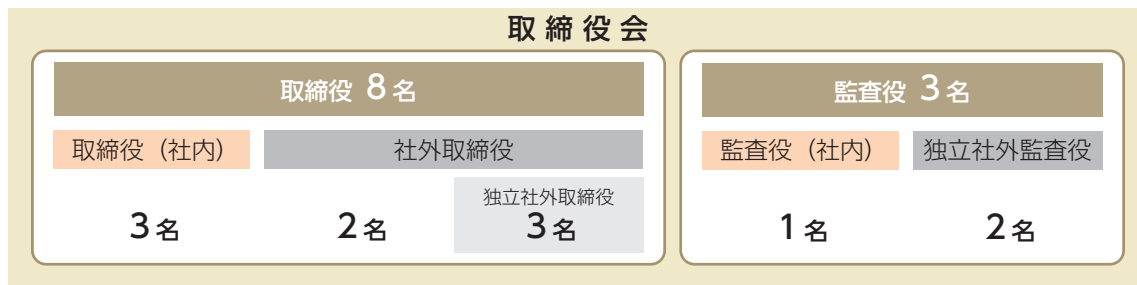 取締役会
取締役 8名
取締役（社内）
社外取締役
3名
2名
独立社外取締役
3名
監査役 3名
監査役（社内）
独立社外監査役
1名
2名